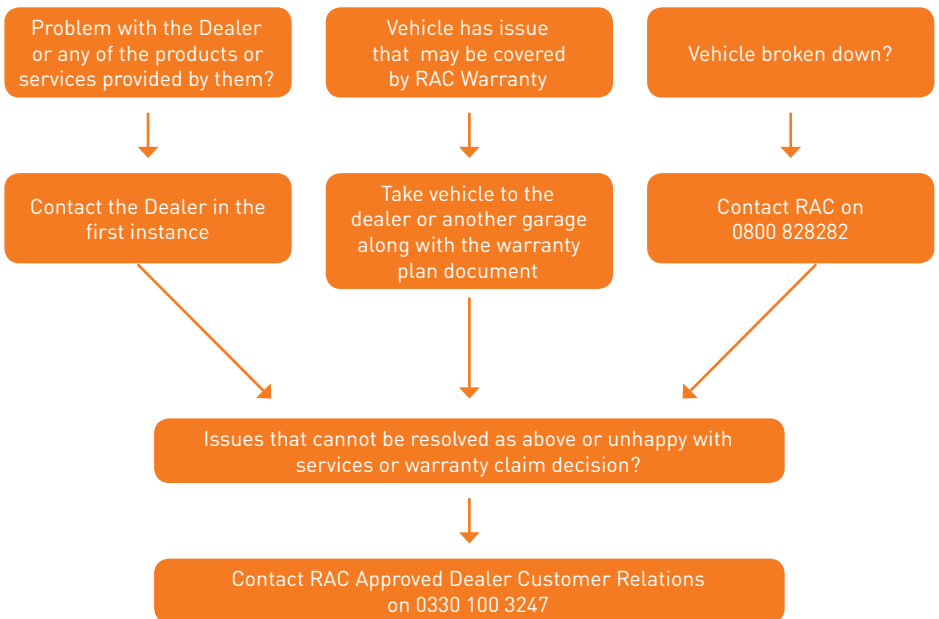 Problem with the Dealer
or any of the products or
services provided by them?
Vehicle has issue
that may be covered
by RAC Warranty
Vehicle broken down?
Contact the Dealer in the
first instance
Take vehicle to the
dealer or another garage
along with the warranty
plan document
Contact RAC on
0800 828282
Issues that cannot be resolved as above or unhappy with
services or warranty claim decision?
Contact RAC Approved Dealer Customer Relations
on 0330 100 3247